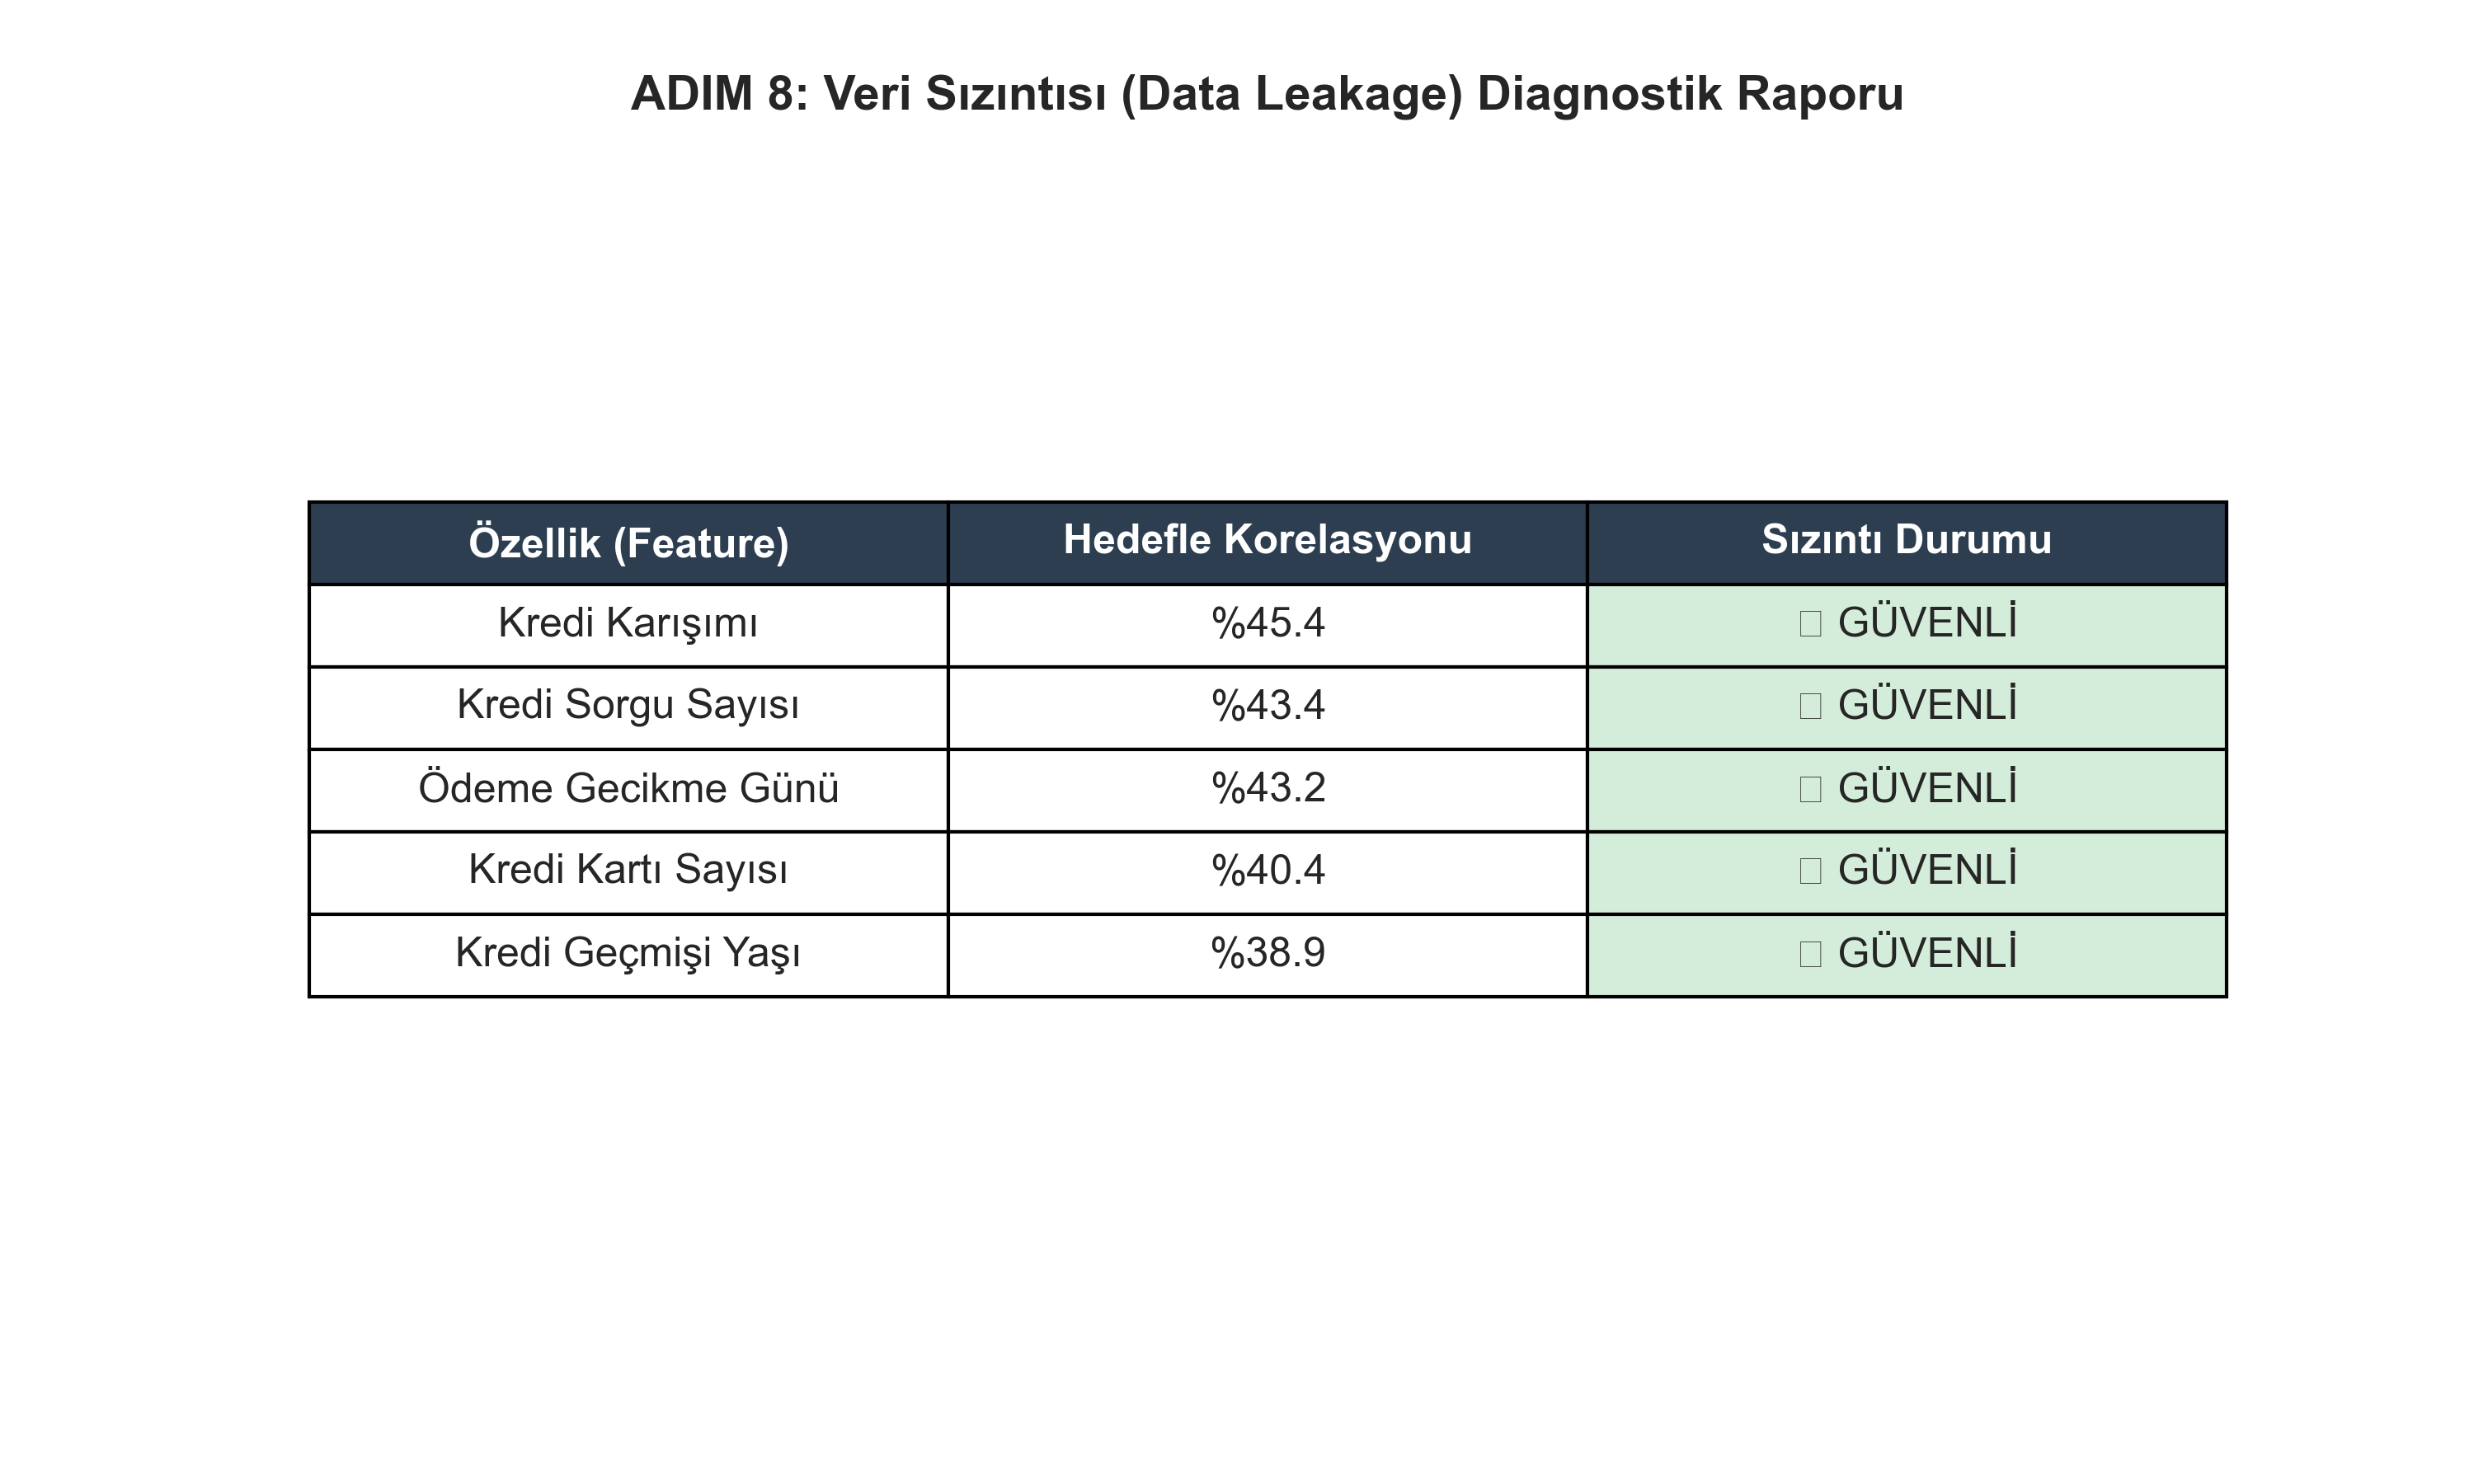 ADIM 8: Veri Sızıntısı (Data Leakage) Diagnostik Raporu
Özellik (Feature) Hedefle Korelasyonu Sızıntı Durumu
Kredi Karışımı %45.4 □ GÜVENLİ
Kredi Sorgu Sayısı %43.4 □ GÜVENLİ
Ödeme Gecikme Günü %43.2 □ GÜVENLİ
Kredi Kartı Sayısı %40.4 □ GÜVENLİ
Kredi Geçmişi Yaşı %38.9 □ GÜVENLİ